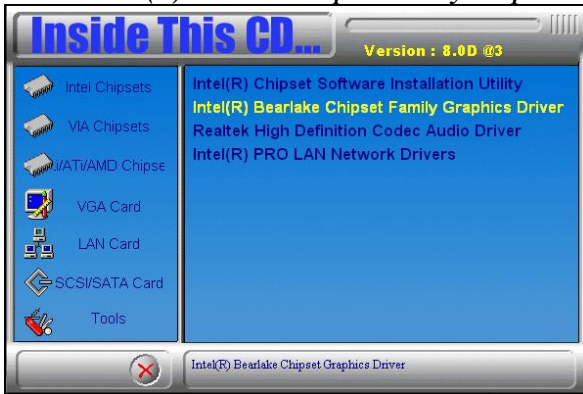 Inside This CD...
Version : 8.0D @3
Intel Chipsets
VIA Chipsets
i/ATi/AMD Chipse
VGA Card
LAN Card
SCSI/SATA Card
Tools
Intel(R) Chipset Software Installation Utility
Intel(R) Bearlake Chipset Family Graphics Driver
Realtek High Definition Codec Audio Driver
Intel(R) PRO LAN Network Drivers
Intel(R) Bearlake Chipset Graphics Driver